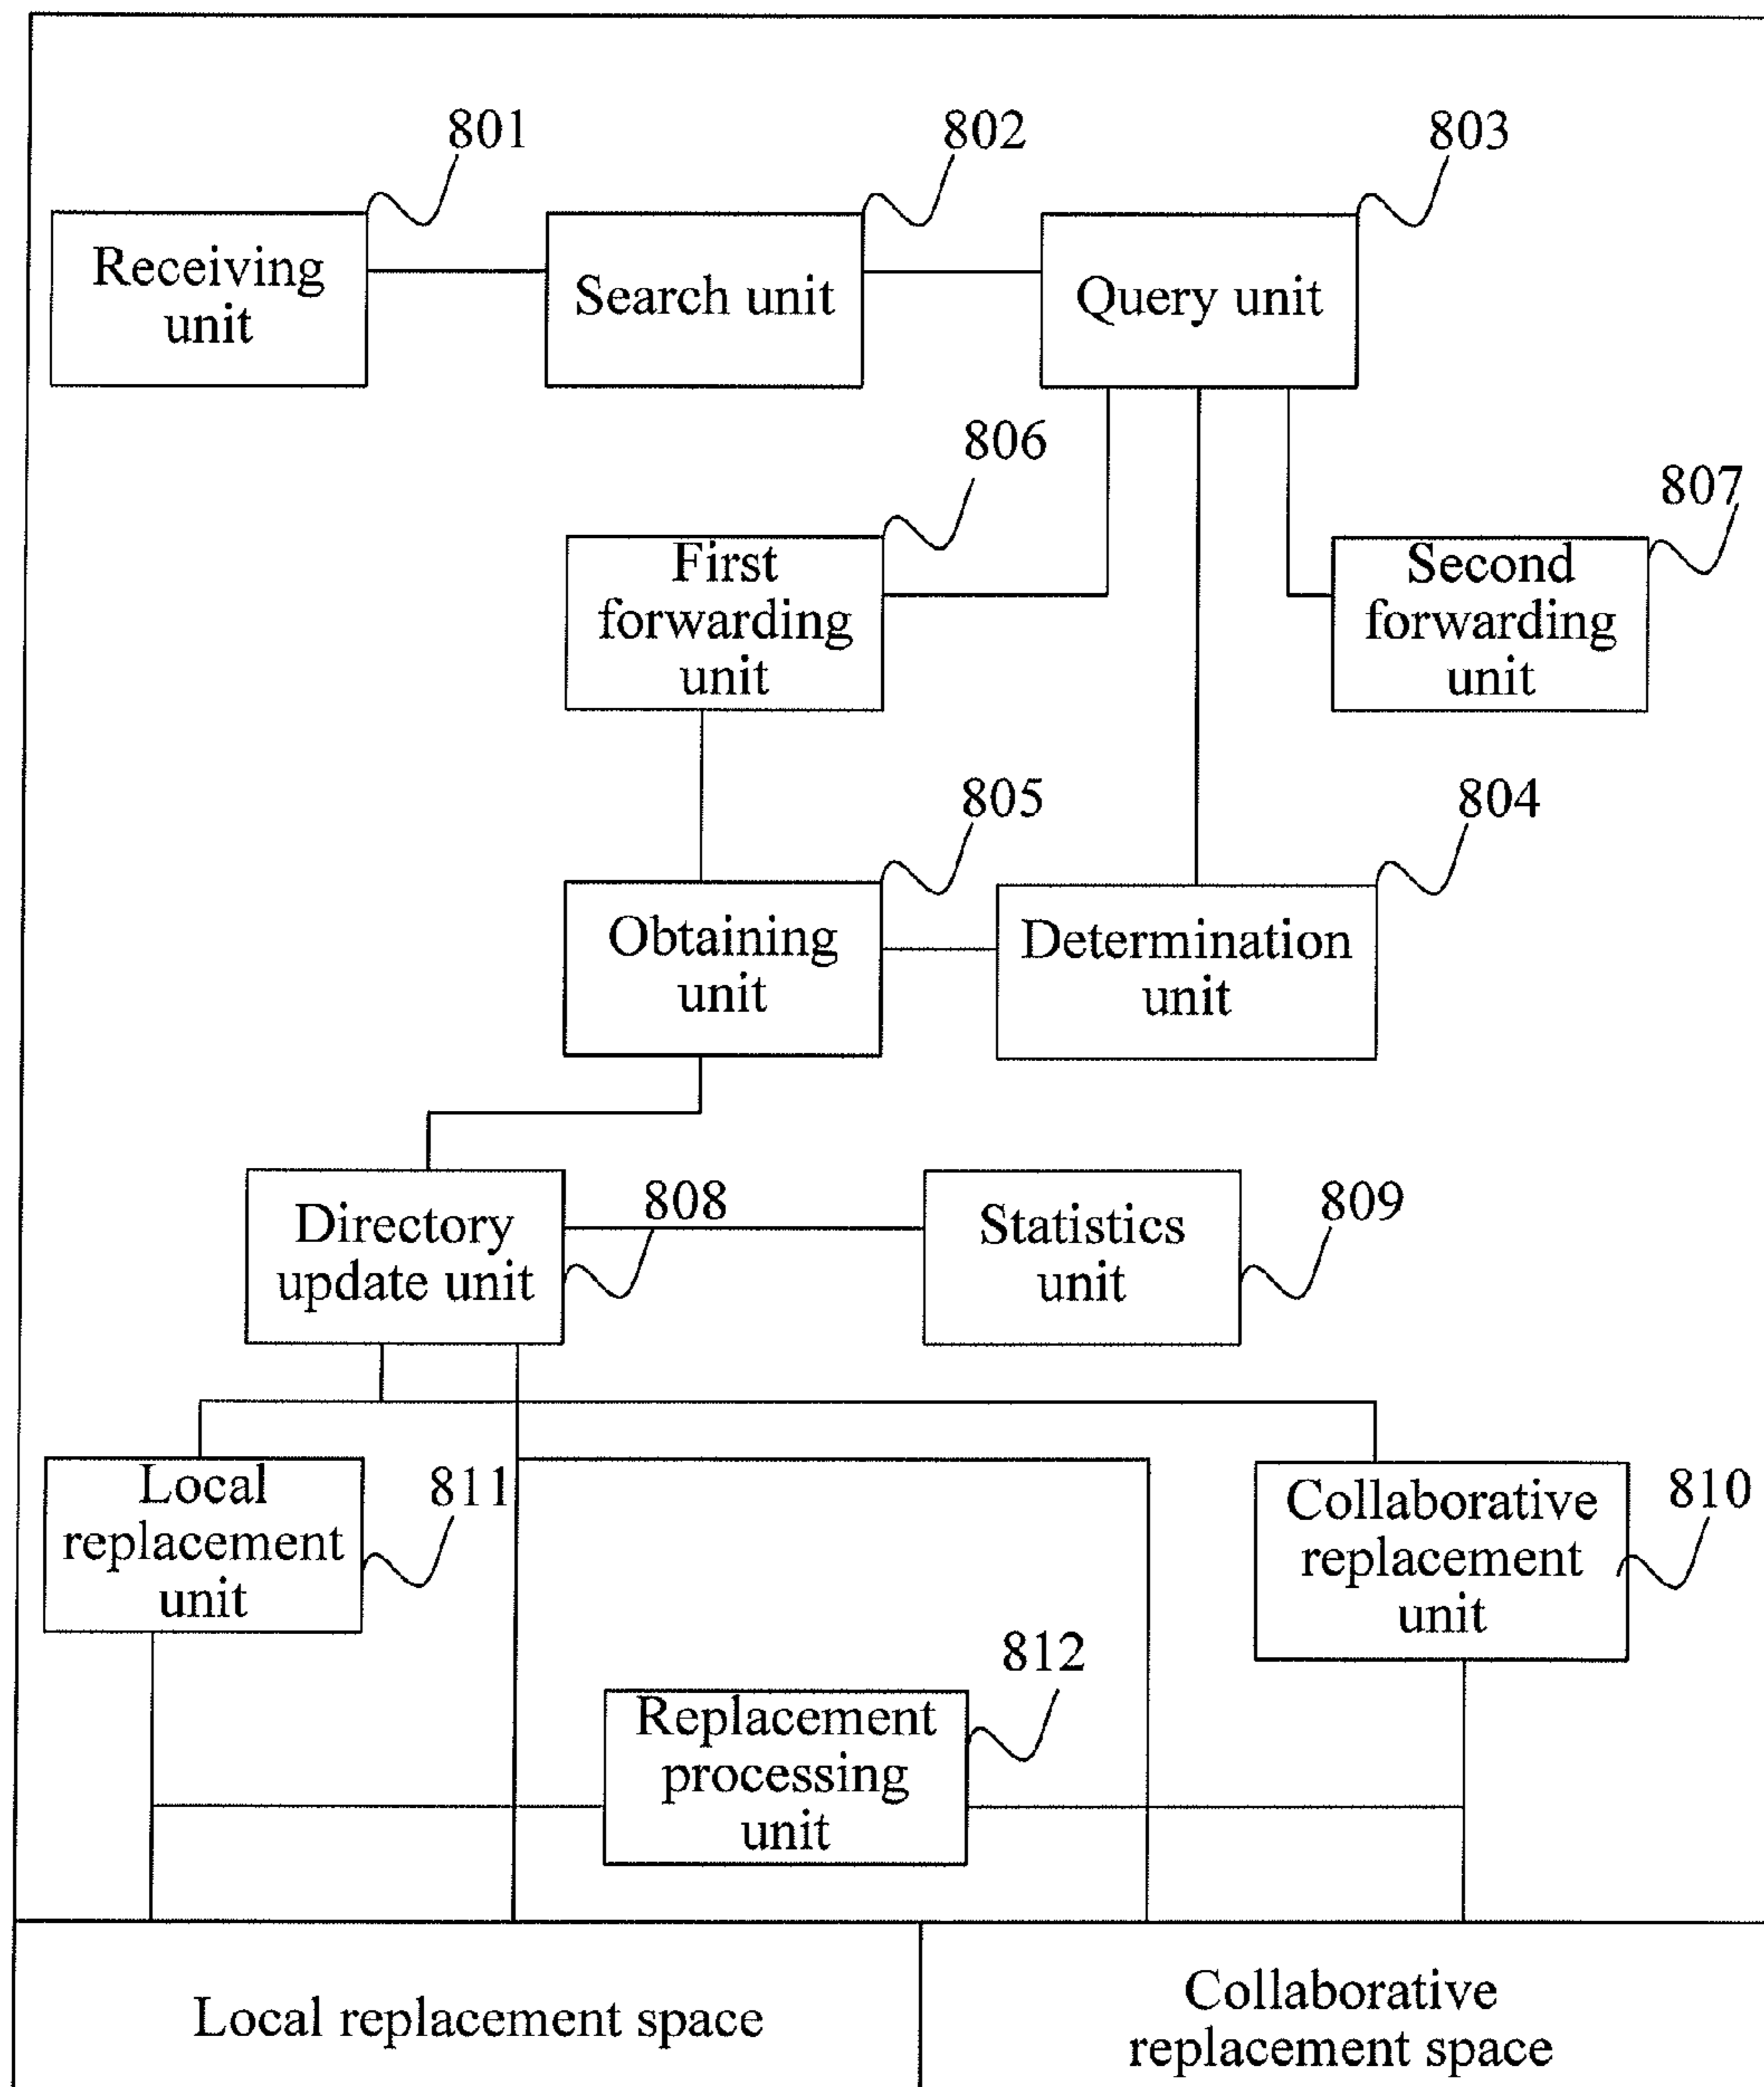 801
802
803
Receiving
unit
Search unit
Query unit
806
807
First
forwarding
unit
Second
forwarding
unit
805
804
Obtaining
unit
Determination
unit
Directory
update unit
808
Statistics
unit
809
Local
replacement
unit
811
Collaborative
replacement
unit
810
812
Replacement
processing
unit
Local replacement space
Collaborative
replacement space